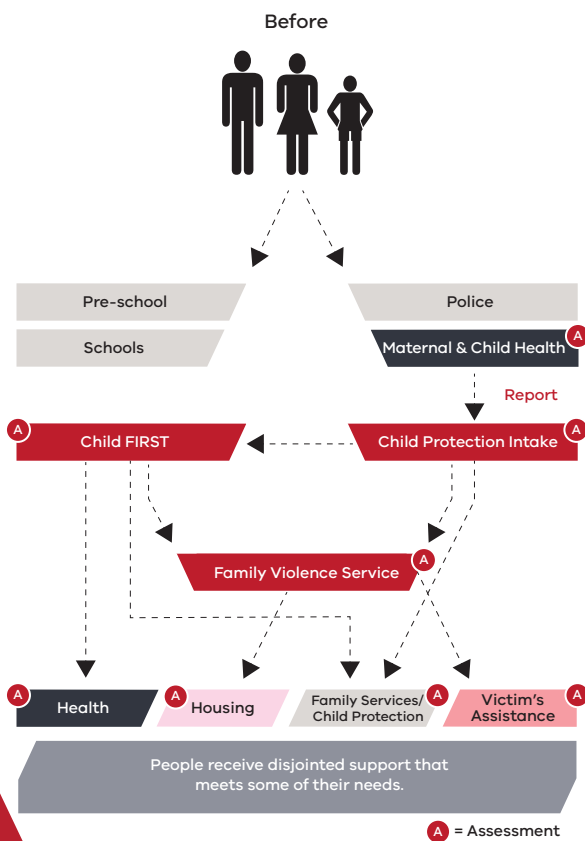 Before
Pre-school
Police
Schools
Maternal & Child Health
A
Report
A
Child FIRST
Child Protection Intake
A
Family Violence Service
A
A
Health
A
Housing
Family Services/
Child Protection
A
Victim's
Assistance
A
People receive disjointed support that
meets some of their needs.
A = Assessment